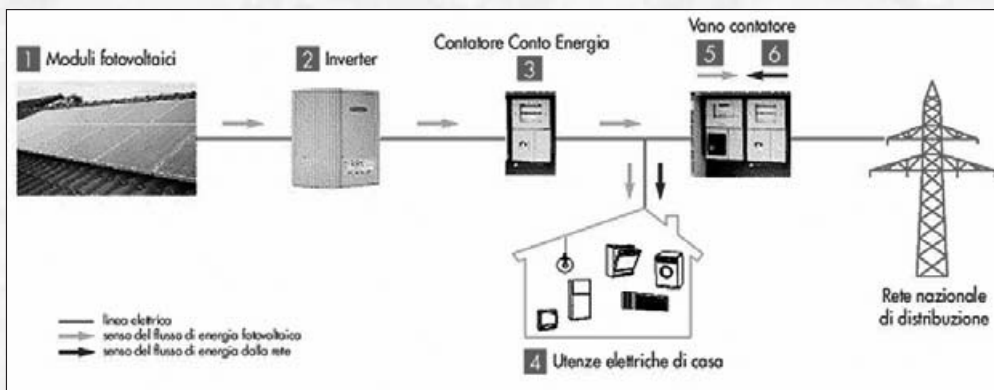 1 Moduli fotovoltaici
2 Inverter
Contatore Conto Energia
3
Vano contatore
5 6
Rete nazionale
di distribuzione
linea elettrica
senso del flusso di energia fotovoltaica
senso del flusso di energia dalla rete
4 Utenze elettriche di casa